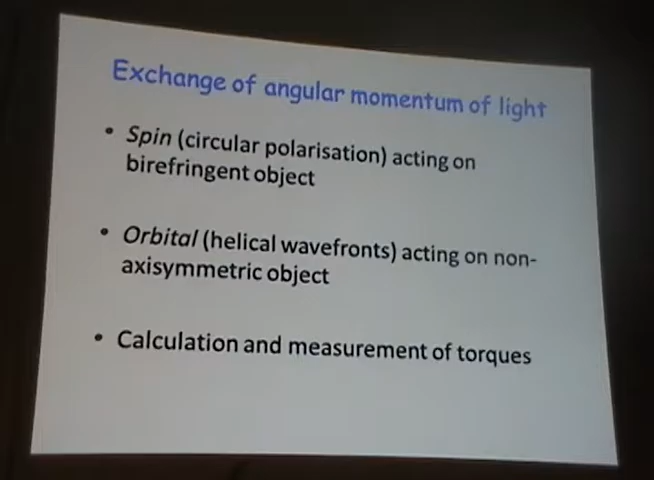 Exchange of angular momentum of light
• Spin (circular polarisation) acting on
birefringent object
• Orbital (helical wavefronts) acting on non-
axisymmetric object
• Calculation and measurement of torques